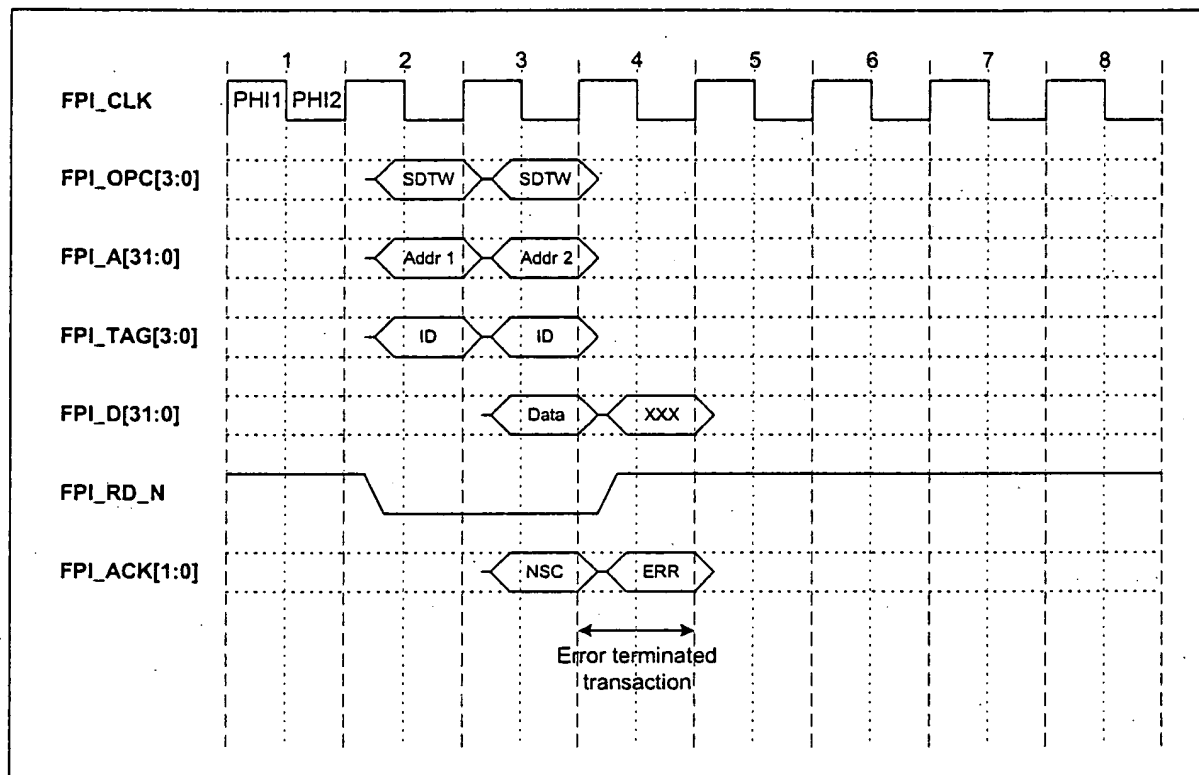 1 2 3 4 5 6 7 8
FPI_CLK PHI1 PHI2
FPI_OPC[3:0] SDTW SDTW
FPI_A[31:0] Addr 1 Addr 2
FPI_TAG[3:0] ID ID
FPI_D[31:0] Data XXX
FPI_RD_N
FPI_ACK[1:0] NSC ERR
Error terminated
transaction